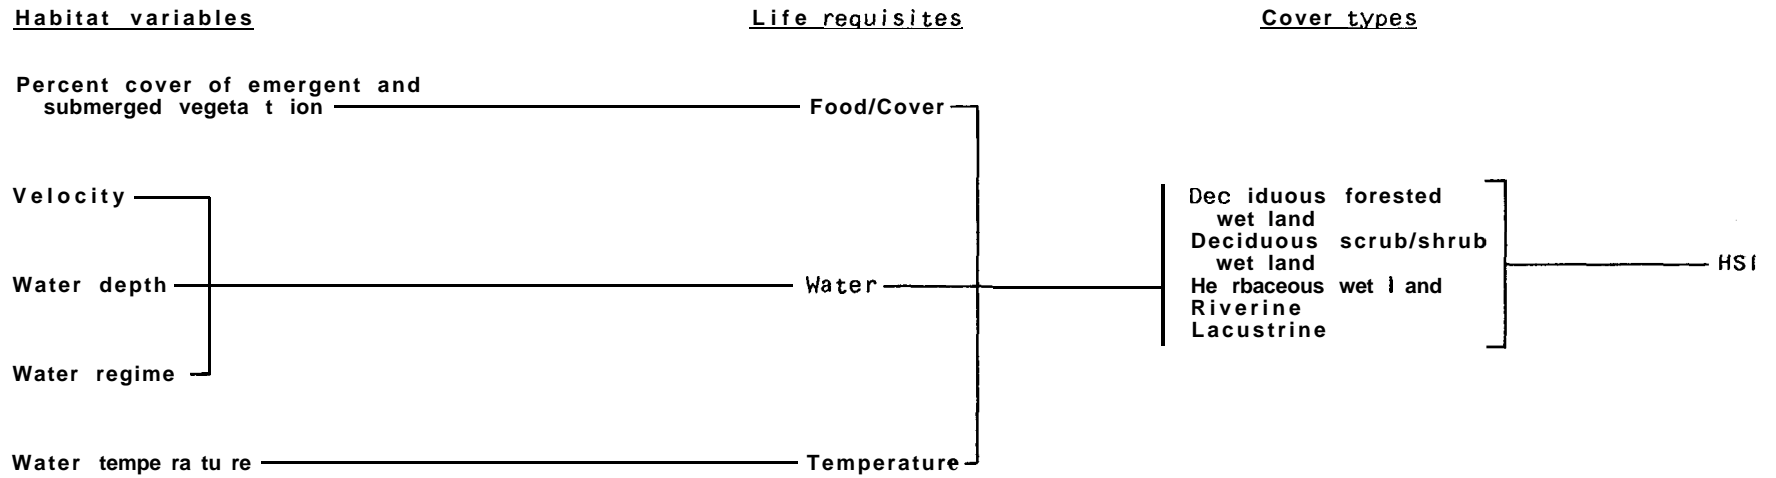 Habitat variables
Life requisites
Cover types
Percent cover of emergent and
submerged vegeta t ion
Food/Cover
Velocity
Water depth
Water regime
Water
Dec iduous forested
wet land
Deciduous scrub/shrub
wet land
He rbaceous wet l and
Riverine
Lacustrine
HSI
Water tempe ra tu re
Temperature